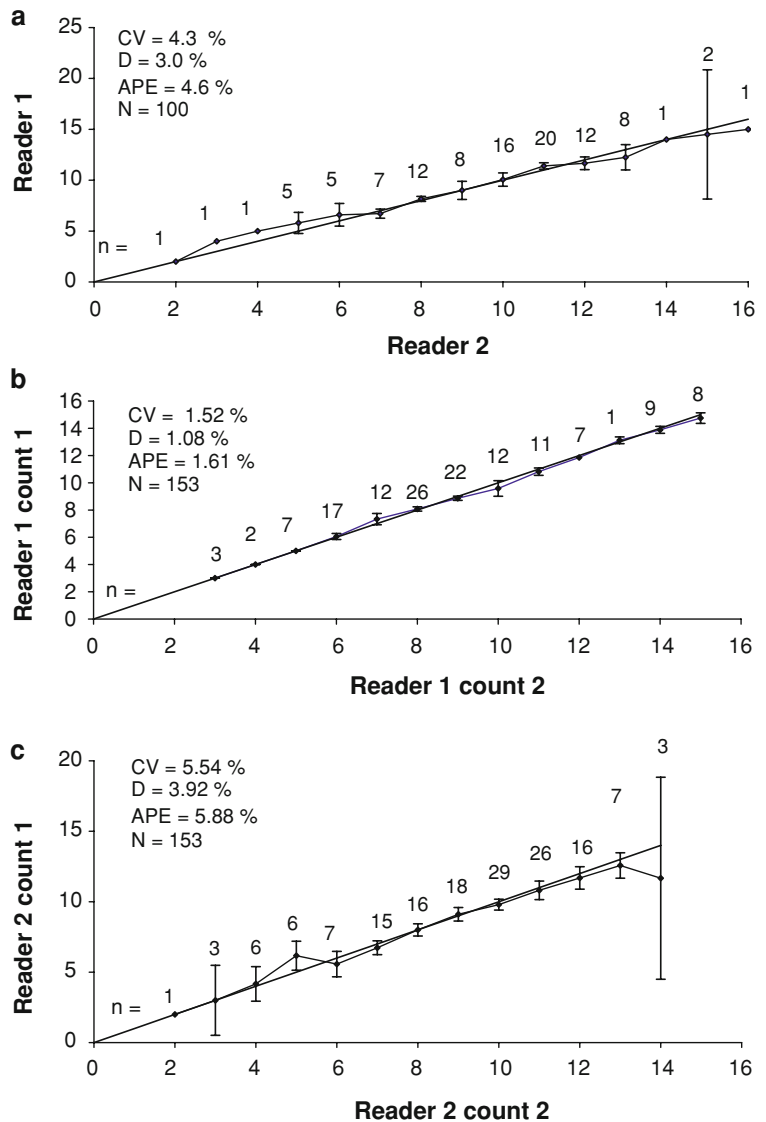 a
CV = 4.3 %
D = 3.0 %
APE = 4.6 %
N = 100
Reader 1
25
20
15
10
5
0
n = 1 1 1 5 5 7 12 8 16 20 12 8 1 2 1
0 2 4 6 8 10 12 14 16
Reader 2
b
CV = 1.52 %
D = 1.08 %
APE = 1.61 %
N = 153
Reader 1 count 1
16
14
12
10
8
6
4
2
0
n = 3 2 7 17 12 26 22 12 11 7 1 9 8
0 2 4 6 8 10 12 14 16
Reader 1 count 2
c
CV = 5.54 %
D = 3.92 %
APE = 5.88 %
N = 153
Reader 2 count 1
20
15
10
5
0
n = 1 3 6 6 7 15 16 18 29 26 16 7 3
0 2 4 6 8 10 12 14 16
Reader 2 count 2